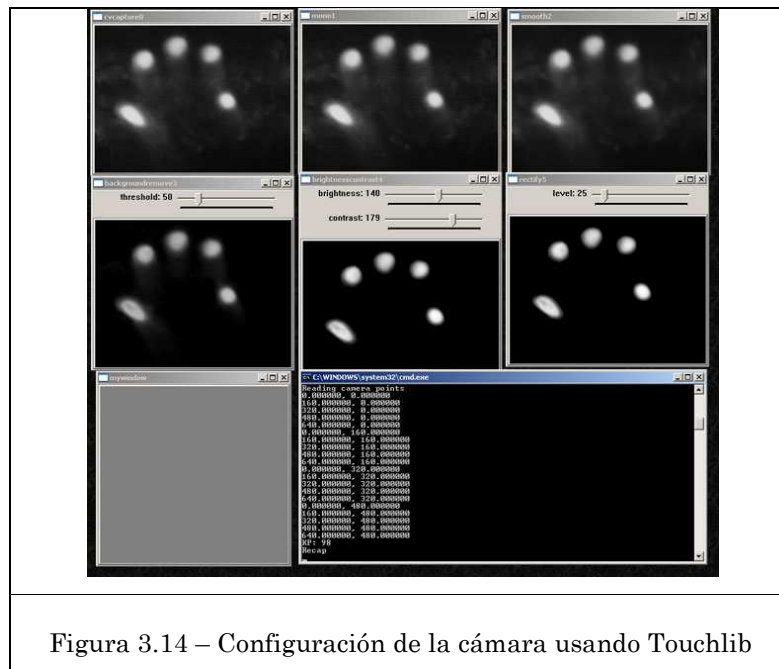 cvcapture0
mono1
smooth2
backgroundremove3
threshold: 50
brightnesscontrast4
brightness: 140
contrast: 179
rectify5
level: 25
mywindow
C:\WINDOWS\system32\cmd.exe
Reading camera points
0.000000, 0.000000
160.000000, 0.000000
320.000000, 0.000000
480.000000, 0.000000
640.000000, 0.000000
0.000000, 160.000000
160.000000, 160.000000
320.000000, 160.000000
480.000000, 160.000000
640.000000, 160.000000
0.000000, 320.000000
160.000000, 320.000000
320.000000, 320.000000
480.000000, 320.000000
640.000000, 320.000000
0.000000, 480.000000
160.000000, 480.000000
320.000000, 480.000000
480.000000, 480.000000
640.000000, 480.000000
XP: 98
Recap
Figura 3.14 – Configuración de la cámara usando Touchlib